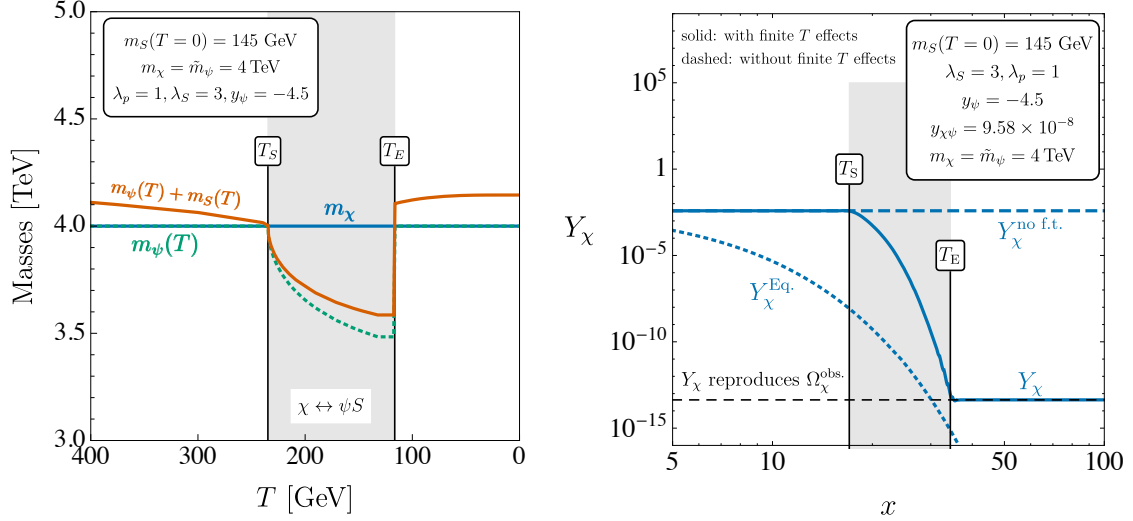 5.0
4.5
4.0
3.5
3.0
Masses [TeV]
m_S(T = 0) = 145 GeV
m_χ = m̃_ψ = 4 TeV
λ_p = 1, λ_S = 3, y_ψ = −4.5
T_S
T_E
m_ψ(T) + m_S(T)
m_χ
m_ψ(T)
χ ↔ ψS
400
300
200
100
0
T [GeV]
solid: with finite T effects
dashed: without finite T effects
m_S(T = 0) = 145 GeV
λ_S = 3, λ_p = 1
y_ψ = −4.5
y_χψ = 9.58 × 10^−8
m_χ = m̃_ψ = 4 TeV
10^5
1
10^−5
10^−10
10^−15
Y_χ
T_S
T_E
Y_χ^no f.t.
Y_χ^Eq.
Y_χ reproduces Ω_χ^obs.
Y_χ
5
10
50
100
x